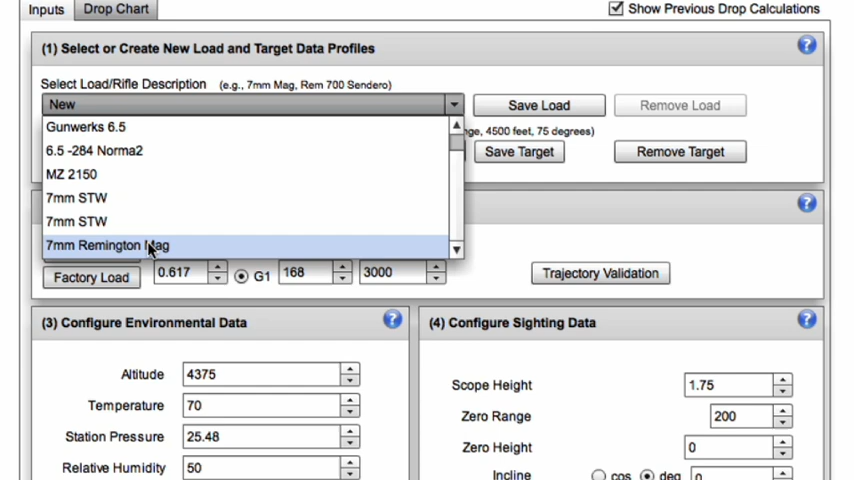 Inputs Drop Chart Show Previous Drop Calculations
(1) Select or Create New Load and Target Data Profiles
Select Load/Rifle Description (e.g., 7mm Mag, Rem 700 Sendero)
New Save Load Remove Load
Gunwerks 6.5
nge, 4500 feet, 75 degrees)
6.5 -284 Norma2 Save Target Remove Target
MZ 2150
7mm STW
7mm STW
7mm Remington Mag
Factory Load 0.617 G1 168 3000 Trajectory Validation
(3) Configure Environmental Data
Altitude 4375
Temperature 70
Station Pressure 25.48
Relative Humidity 50
(4) Configure Sighting Data
Scope Height 1.75
Zero Range 200
Zero Height 0
Incline cos deg 0